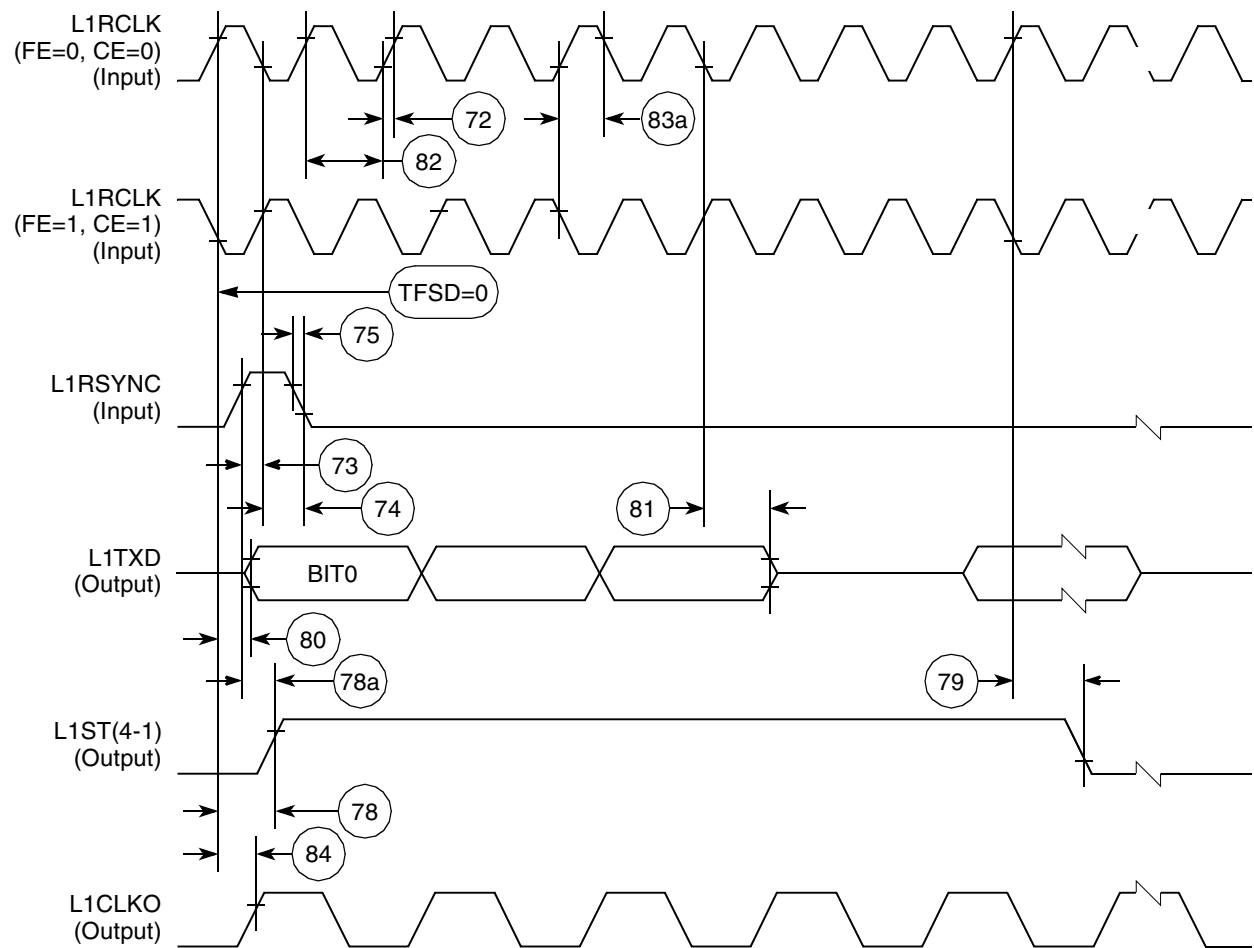 L1RCLK
(FE=0, CE=0)
(Input)
72
83a
82
L1RCLK
(FE=1, CE=1)
(Input)
TFSD=0
75
L1RSYNC
(Input)
73
74
81
L1TXD
(Output)
BIT0
80
78a
79
L1ST(4-1)
(Output)
78
84
L1CLKO
(Output)